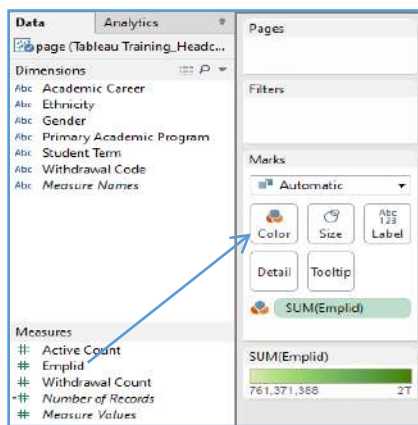 Data
Analytics
page (Tableau Training_Headc...
Dimensions
Abc Academic Career
Abc Ethnicity
Abc Gender
Abc Primary Academic Program
Abc Student Term
Abc Withdrawal Code
Abc Measure Names
Measures
# Active Count
# Emplid
# Withdrawal Count
# Number of Records
# Measure Values
Pages
Filters
Marks
Automatic
Color
Size
Abc
123
Label
Detail
Tooltip
SUM(Emplid)
SUM(Emplid)
761,371,388 2T